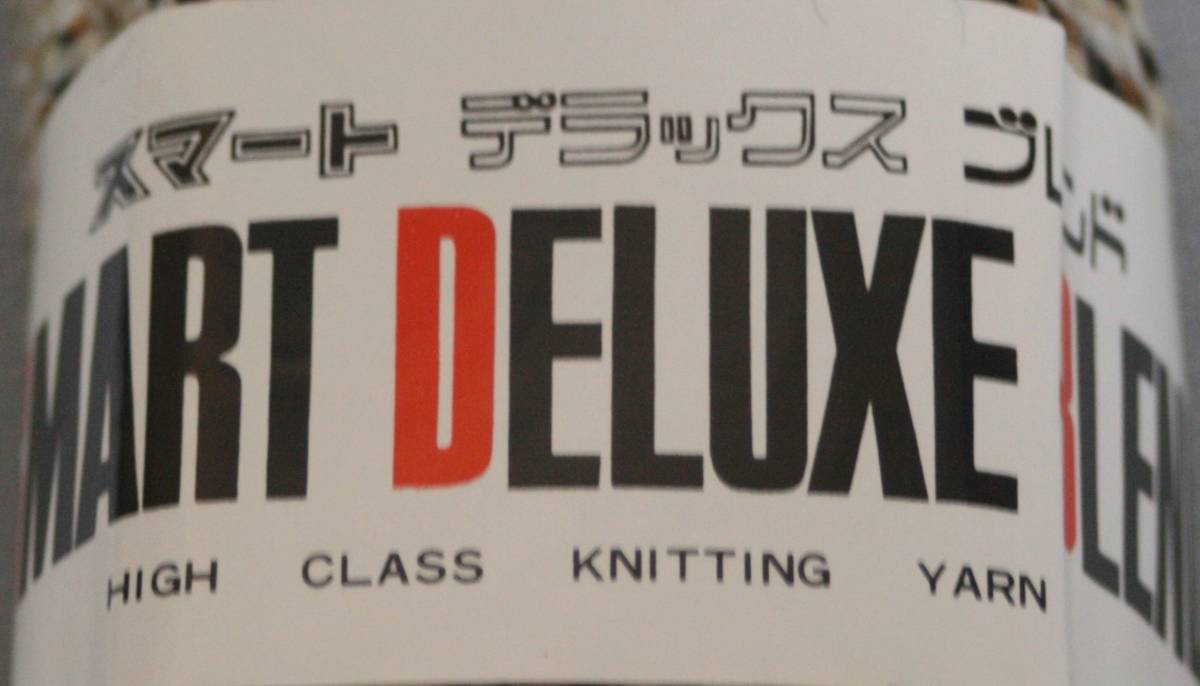 スマート デラックス ブレンド
MART DELUXE BLEN
HIGH CLASS KNITTING YARN